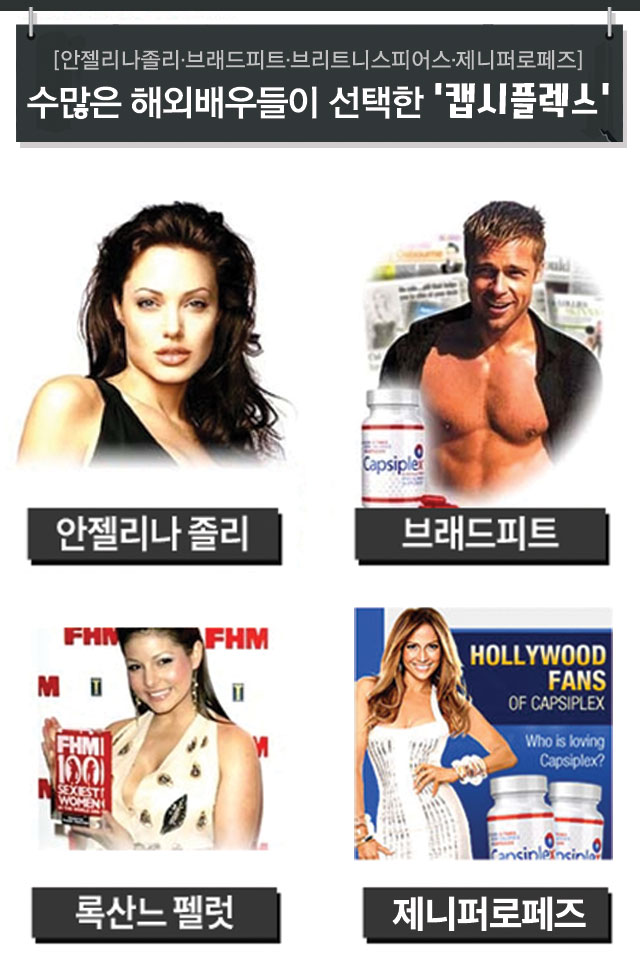 [안젤리나졸리·브래드피트·브리트니스피어스·제니퍼로페즈]
수많은 해외배우들이 선택한 '캡시플렉스'
Capsiplex
안젤리나 졸리
브래드피트
FHM
FHM
M
T
T
M
FHM
100
SEXIEST
WOMEN
HOLLYWOOD
FANS
OF CAPSIPLEX
Who is loving
Capsiplex?
Capsiplex
psiplex
록산느 펠럿
제니퍼로페즈